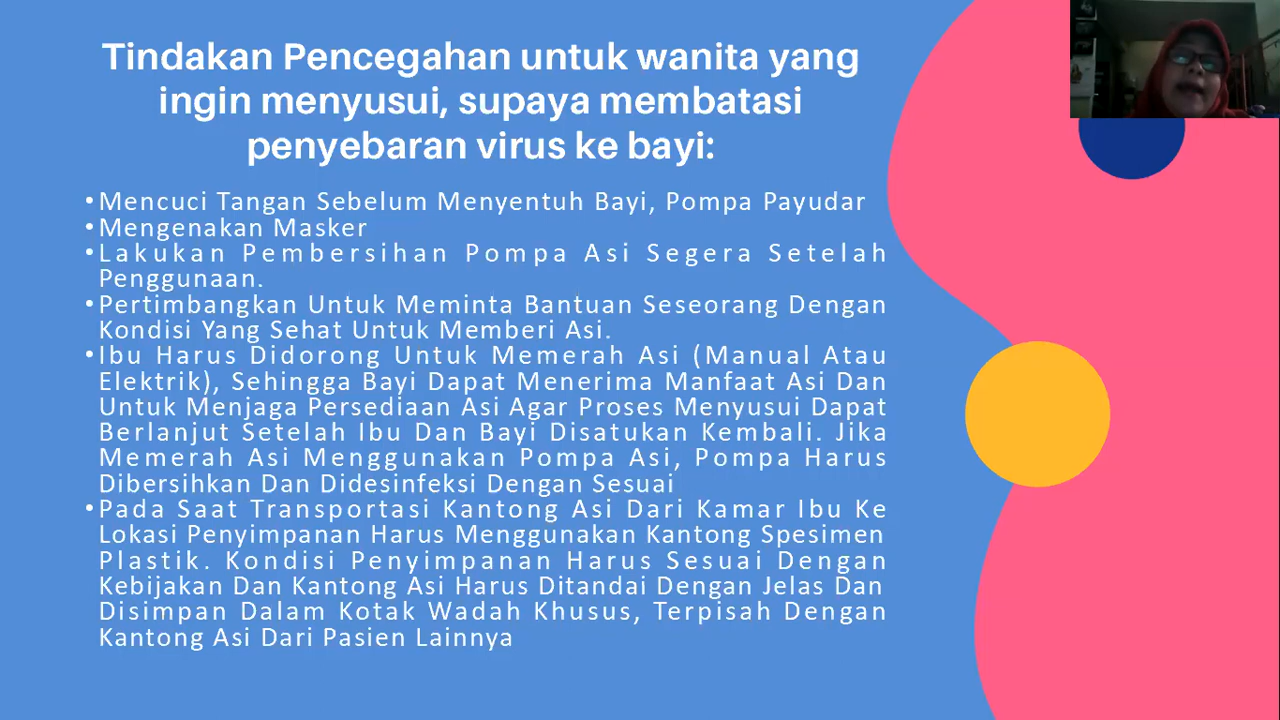 Tindakan Pencegahan untuk wanita yang
ingin menyusui, supaya membatasi
penyebaran virus ke bayi:
•Mencuci Tangan Sebelum Menyentuh Bayi, Pompa Payudar
•Mengenakan Masker
•Lakukan Pembersihan Pompa Asi Segera Setelah
Penggunaan.
•Pertimbangkan Untuk Meminta Bantuan Seseorang Dengan
Kondisi Yang Sehat Untuk Memberi Asi.
•Ibu Harus Didorong Untuk Memerah Asi (Manual Atau
Elektrik), Sehingga Bayi Dapat Menerima Manfaat Asi Dan
Untuk Menjaga Persediaan Asi Agar Proses Menyusui Dapat
Berlanjut Setelah Ibu Dan Bayi Disatukan Kembali. Jika
Memerah Asi Menggunakan Pompa Asi, Pompa Harus
Dibersihkan Dan Didesinfeksi Dengan Sesuai
•Pada Saat Transportasi Kantong Asi Dari Kamar Ibu Ke
Lokasi Penyimpanan Harus Menggunakan Kantong Spesimen
Plastik. Kondisi Penyimpanan Harus Sesuai Dengan
Kebijakan Dan Kantong Asi Harus Ditandai Dengan Jelas Dan
Disimpan Dalam Kotak Wadah Khusus, Terpisah Dengan
Kantong Asi Dari Pasien Lainnya